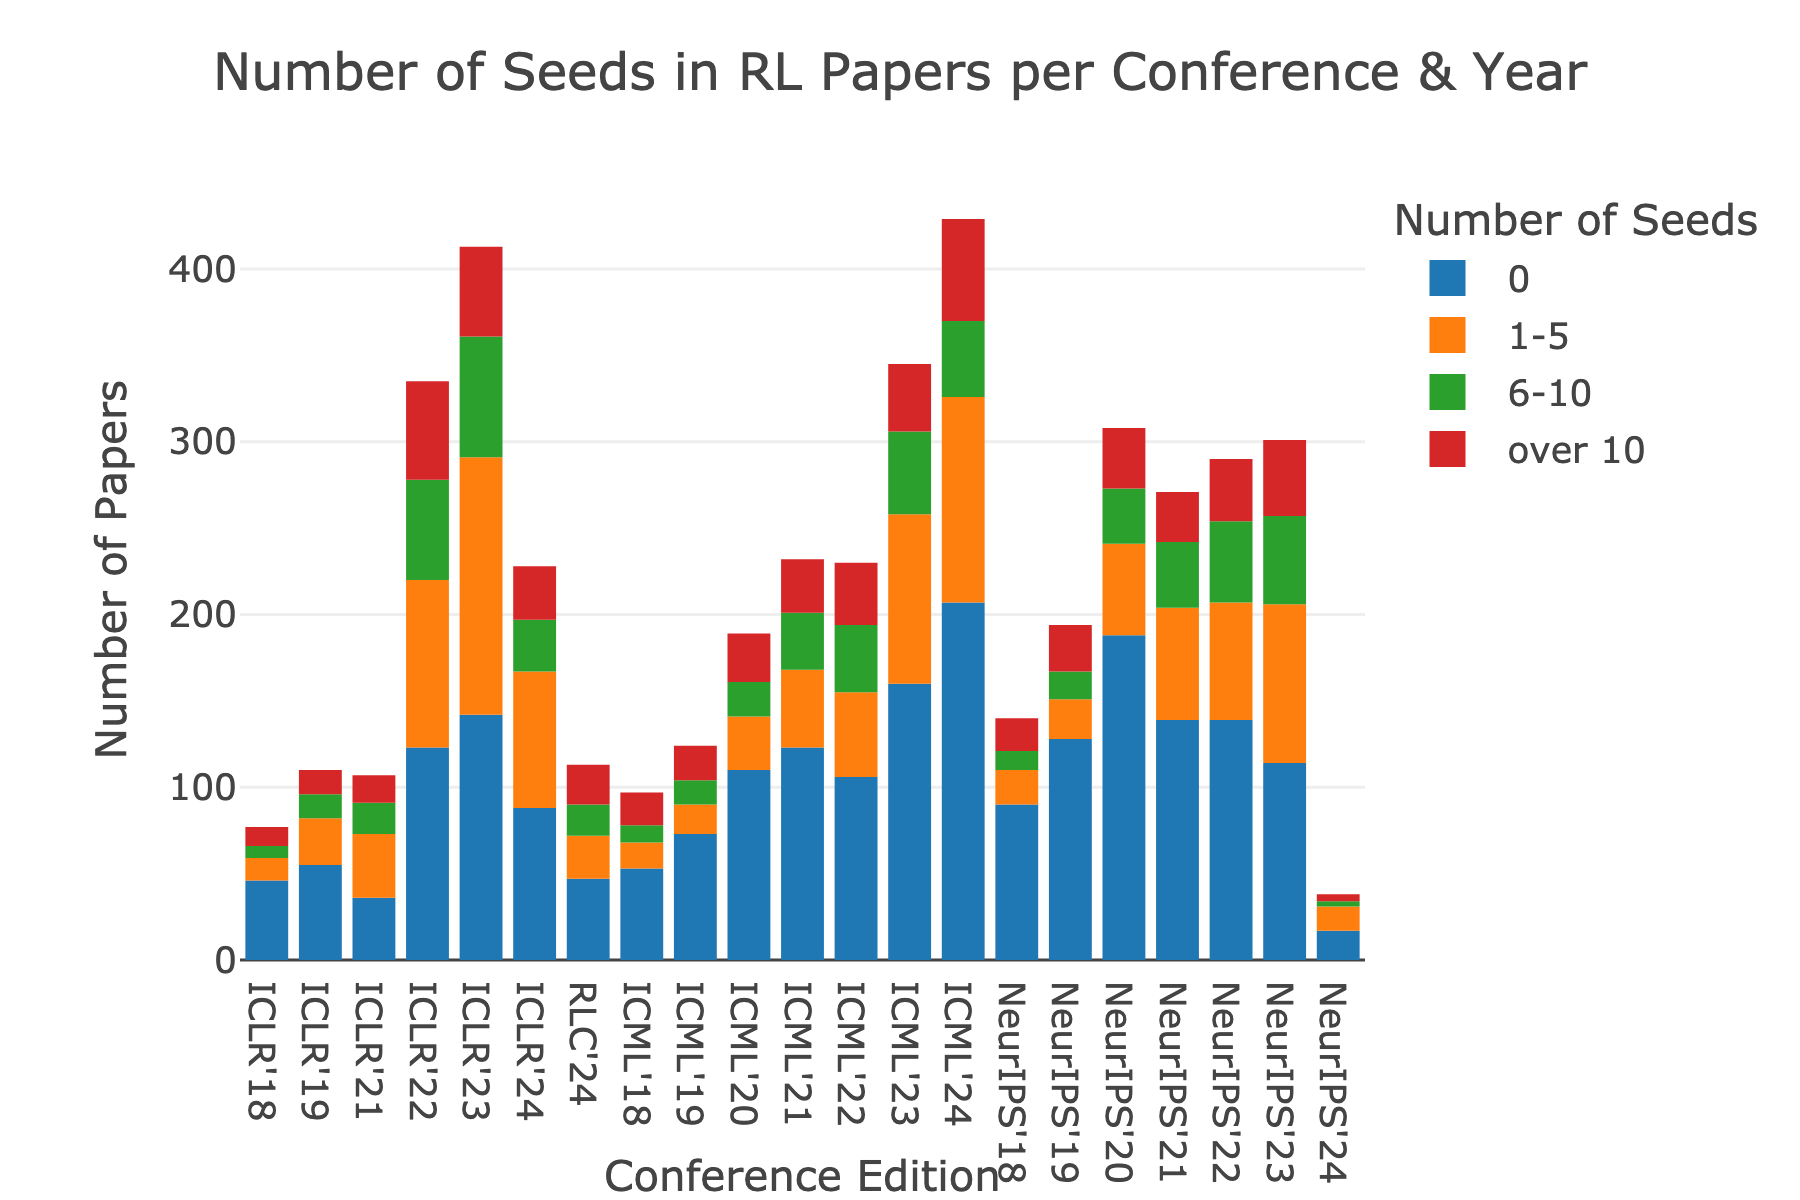 Number of Seeds in RL Papers per Conference & Year
Number of Seeds
0
1-5
6-10
over 10
Number of Papers
400
300
200
100
0
ICLR'18
ICLR'19
ICLR'21
ICLR'22
ICLR'23
ICLR'24
RLC'24
ICML'18
ICML'19
ICML'20
ICML'21
ICML'22
ICML'23
ICML'24
NeurIPS'18
NeurIPS'19
NeurIPS'20
NeurIPS'21
NeurIPS'22
NeurIPS'23
NeurIPS'24
Conference Edition